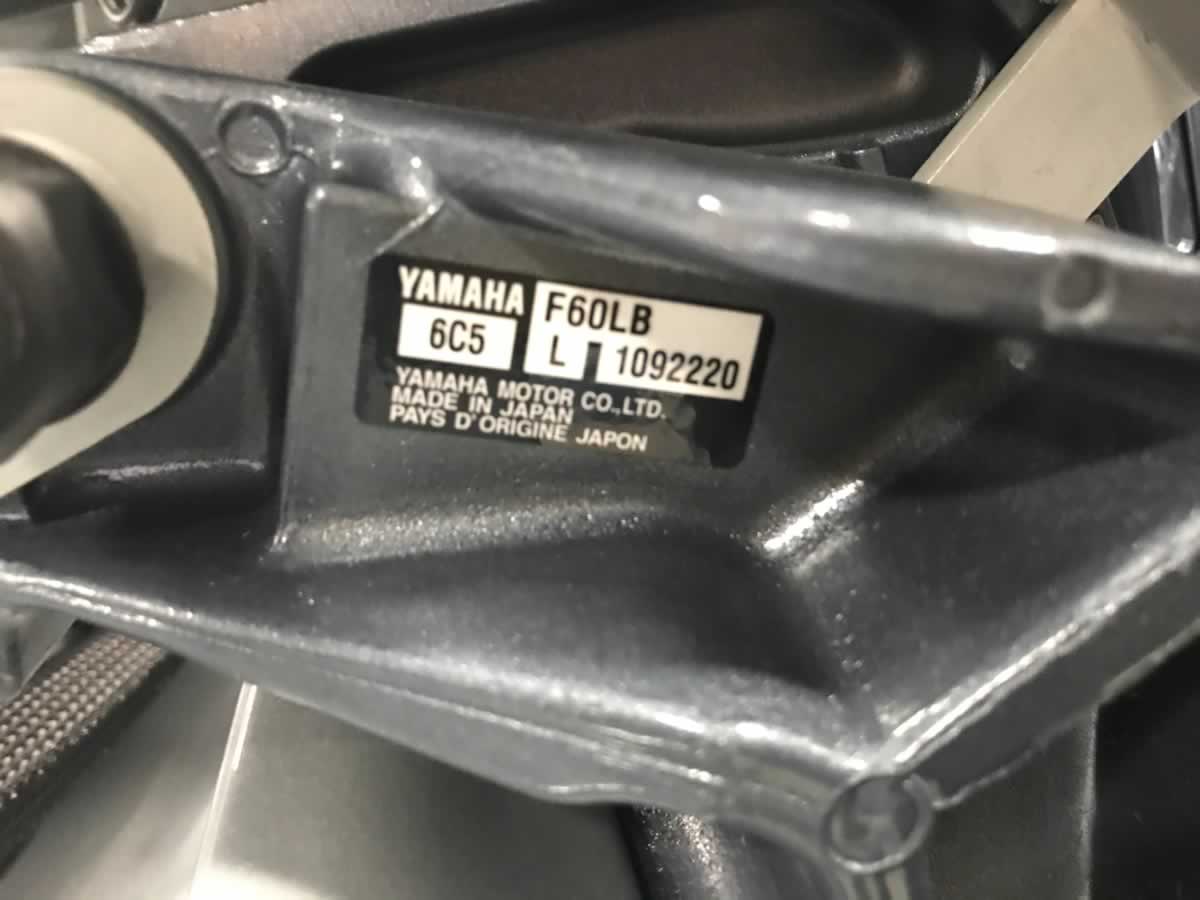 YAMAHA F60LB
6C5 L 1092220
YAMAHA MOTOR CO.,LTD.
MADE IN JAPAN
PAYS D'ORIGINE JAPON